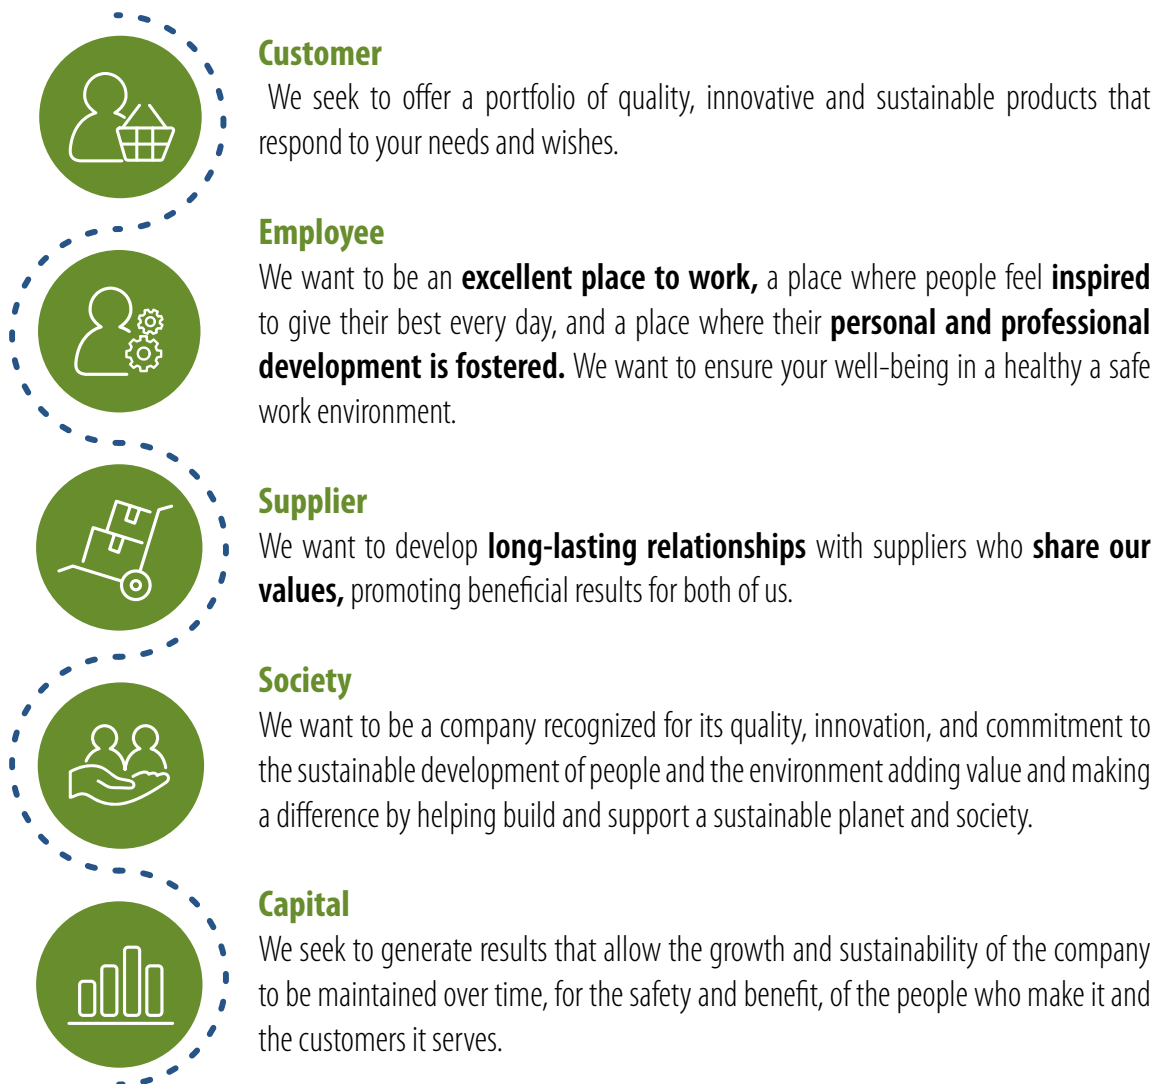 Customer
We seek to offer a portfolio of quality, innovative and sustainable products that
respond to your needs and wishes.
Employee
We want to be an excellent place to work, a place where people feel inspired
to give their best every day, and a place where their personal and professional
development is fostered. We want to ensure your well-being in a healthy a safe
work environment.
Supplier
We want to develop long-lasting relationships with suppliers who share our
values, promoting beneficial results for both of us.
Society
We want to be a company recognized for its quality, innovation, and commitment to
the sustainable development of people and the environment adding value and making
a difference by helping build and support a sustainable planet and society.
Capital
We seek to generate results that allow the growth and sustainability of the company
to be maintained over time, for the safety and benefit, of the people who make it and
the customers it serves.